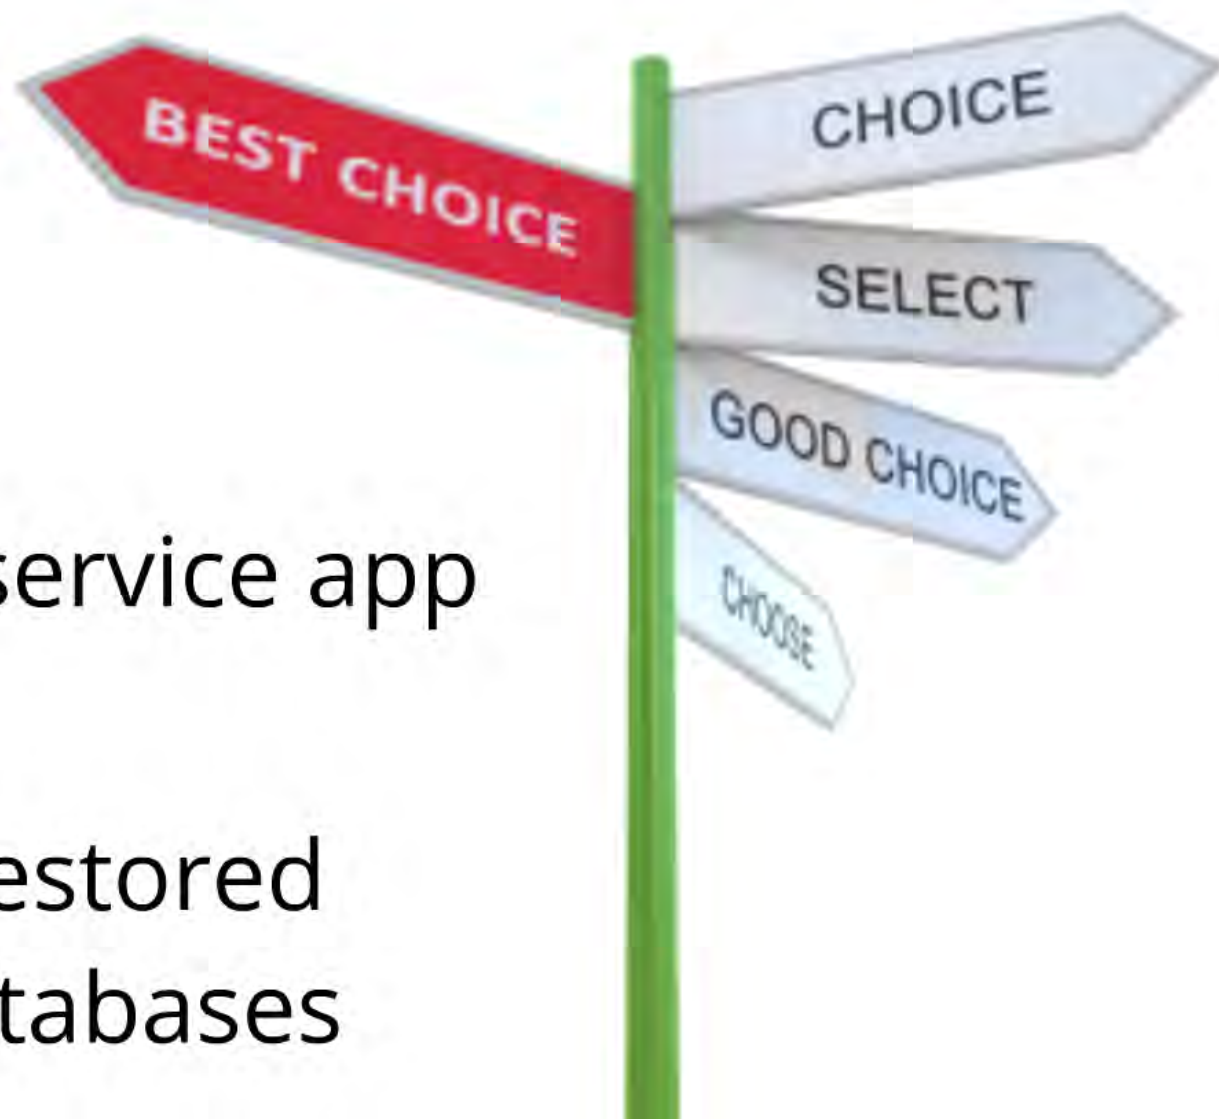 BEST CHOICE
CHOICE
SELECT
GOOD CHOICE
CHOOSE
service app
estored
tabases